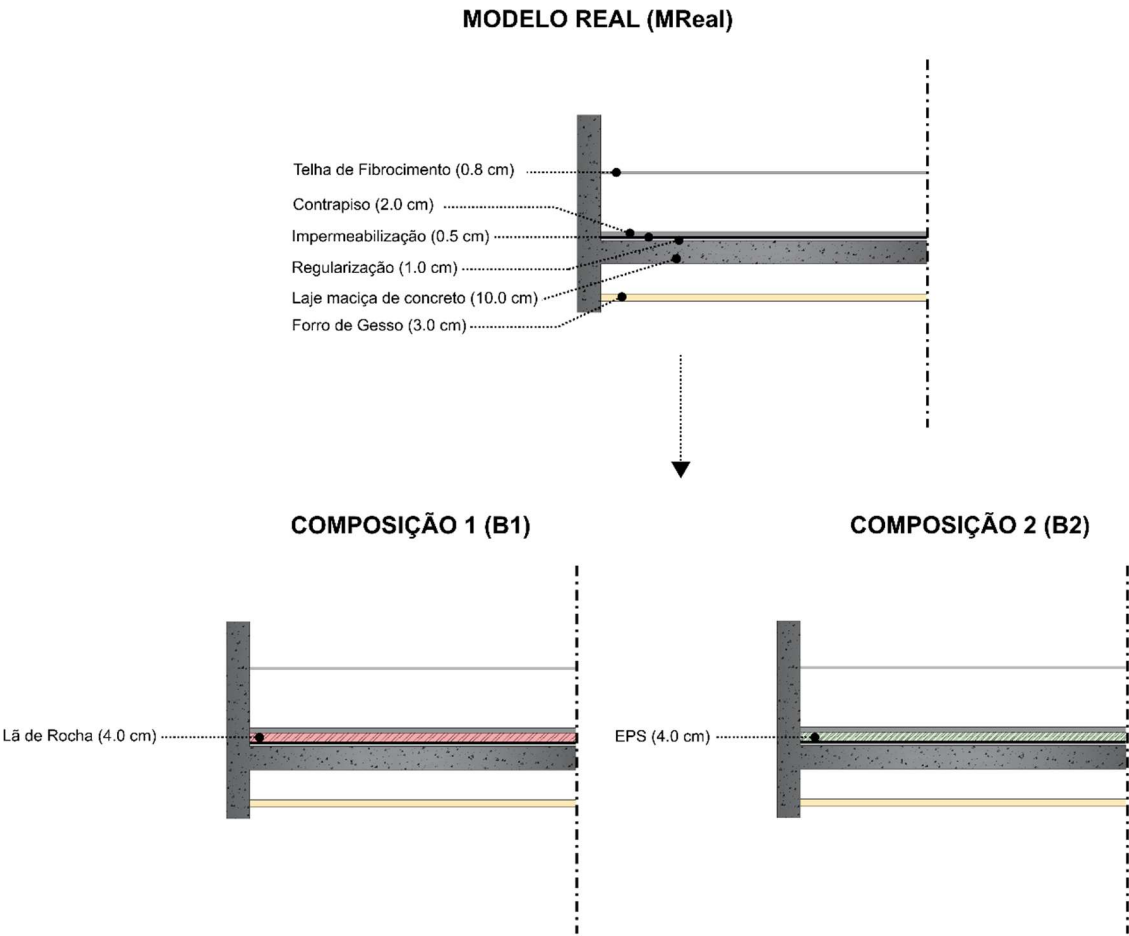 MODELO REAL (MReal)
Telha de Fibrocimento (0.8 cm)
Contrapiso (2.0 cm)
Impermeabilização (0.5 cm)
Regularização (1.0 cm)
Laje maciça de concreto (10.0 cm)
Forro de Gesso (3.0 cm)
COMPOSIÇÃO 1 (B1)
COMPOSIÇÃO 2 (B2)
Lã de Rocha (4.0 cm)
EPS (4.0 cm)